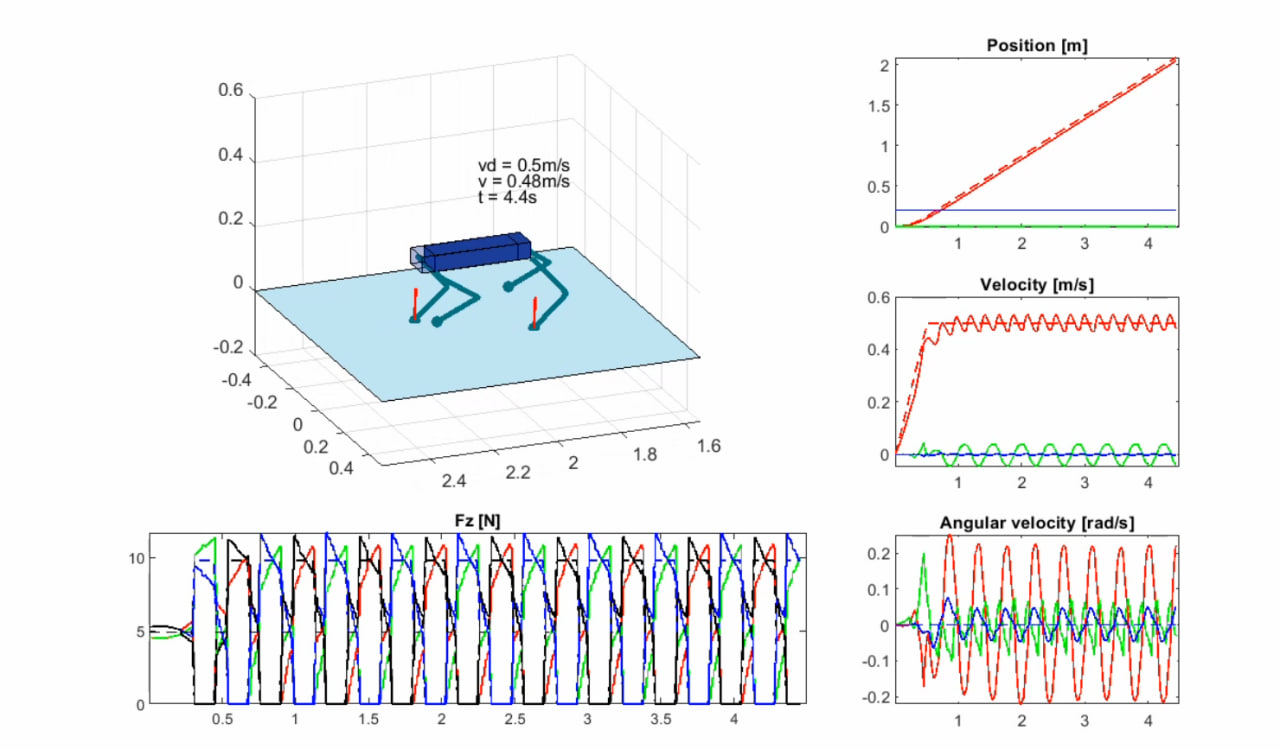 0.6
0.4
0.2
0
-0.2
-0.4
-0.2
0
0.2
0.4
2.4
2.2
2
1.8
1.6
vd = 0.5m/s
v = 0.48m/s
t = 4.4s
Position [m]
2
1.5
1
0.5
0
1 2 3 4
Velocity [m/s]
0.6
0.4
0.2
0
1 2 3 4
Fz [N]
10
5
0
0.5 1 1.5 2 2.5 3 3.5 4
Angular velocity [rad/s]
0.2
0.1
0
-0.1
-0.2
1 2 3 4